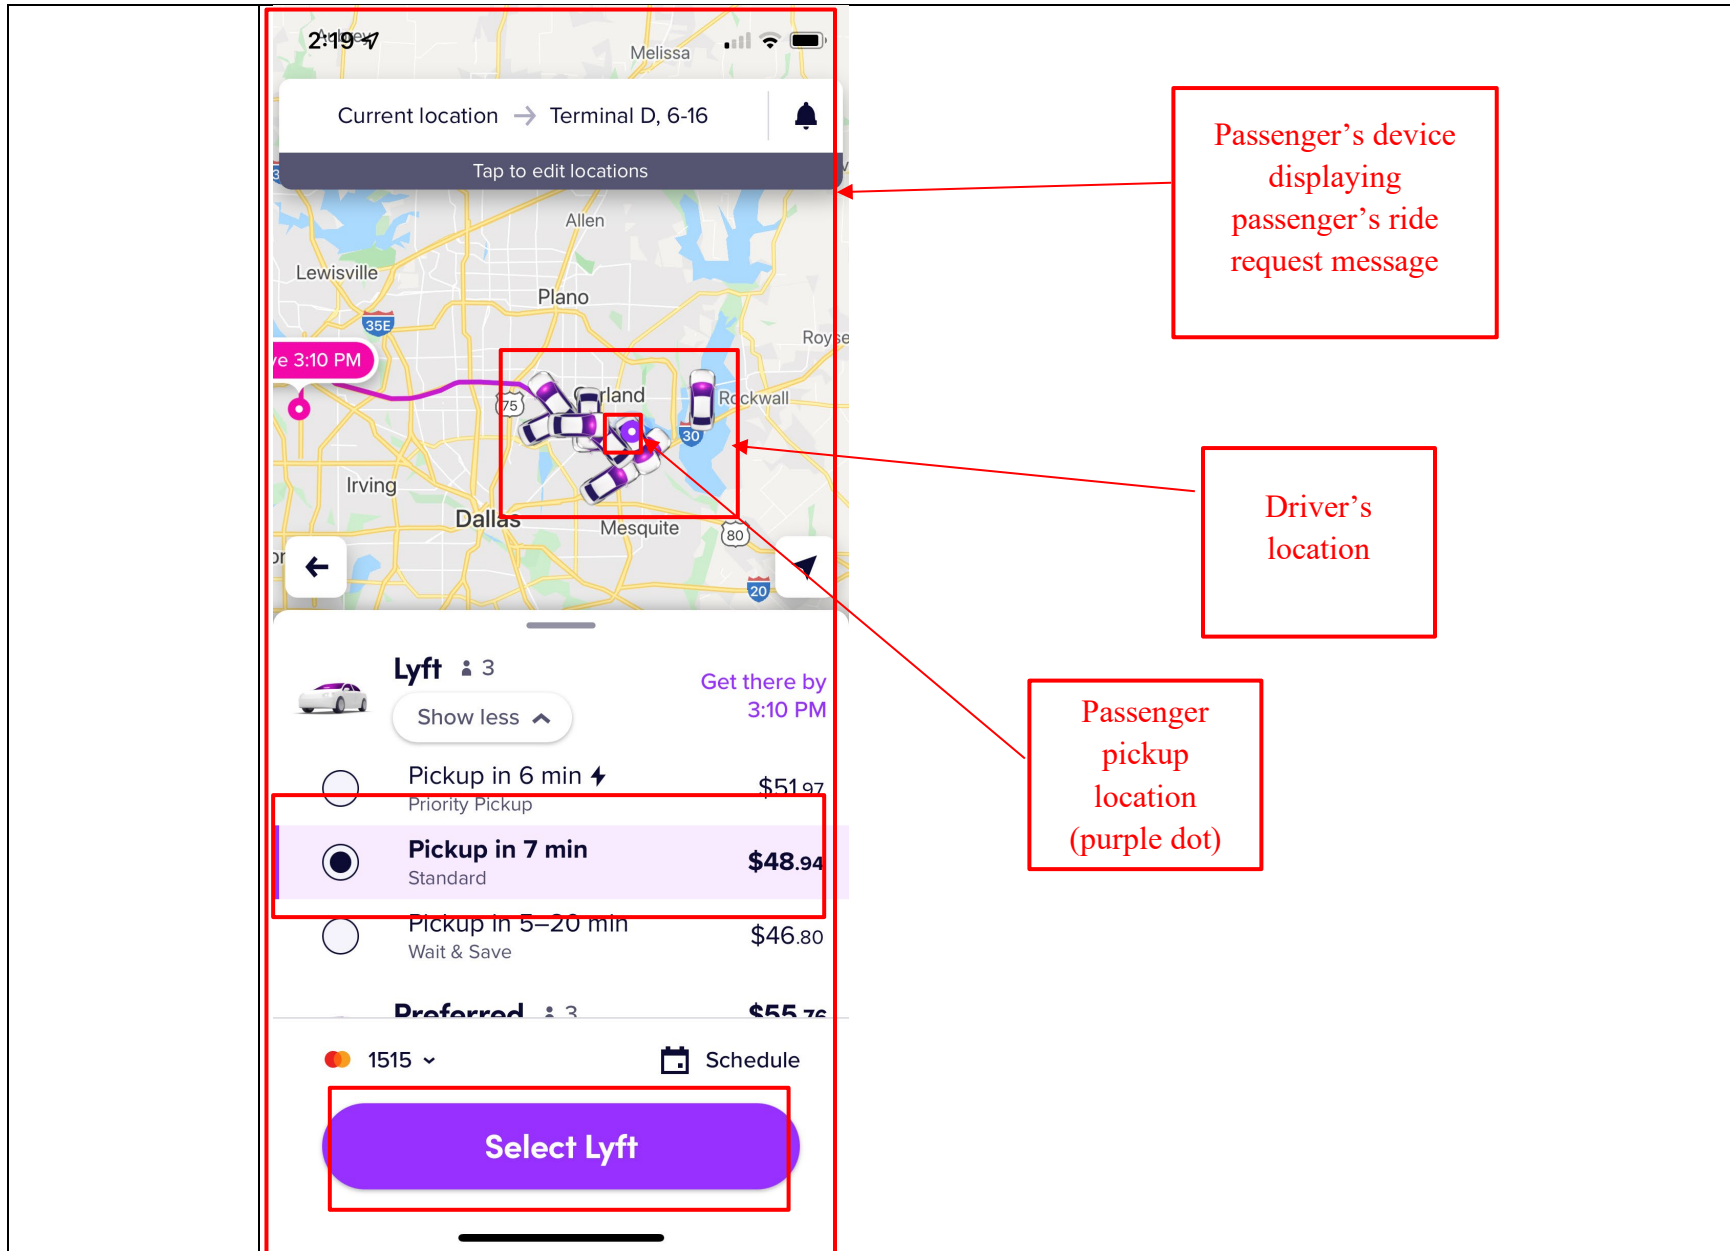 2:19
Melissa
Current location → Terminal D, 6-16
Tap to edit locations
Allen
Lewisville
Plano
35E
3:10 PM
75
Rockwall
30
Irving
Dallas
Mesquite
80
20
Lyft 3
Get there by
3:10 PM
Show less
Pickup in 6 min
$51.97
Priority Pickup
Pickup in 7 min
$48.94
Standard
Pickup in 5–20 min
$46.80
Wait & Save
Preferred 3
$55.76
1515
Schedule
Select Lyft
Passenger’s device
displaying
passenger’s ride
request message
Driver’s
location
Passenger
pickup
location
(purple dot)